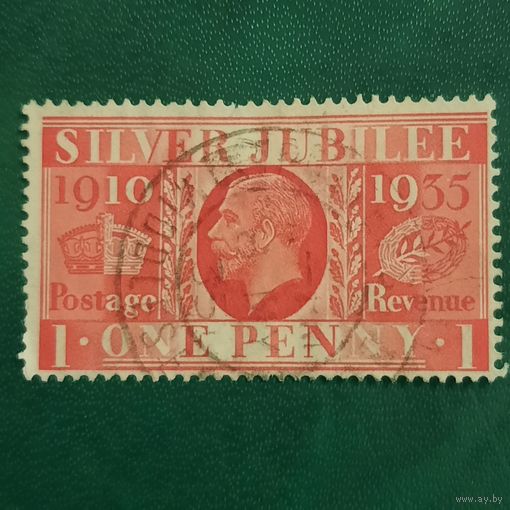 SILVER JUBILEE
1910 1935
Postage Revenue
1 · ONE PENNY · 1
www.ay.by